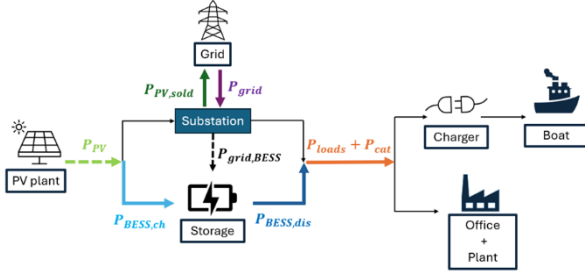 Grid
P_PV,sold
P_grid
Substation
P_PV
P_grid,BESS
P_loads + P_cat
Charger
Boat
PV plant
P_BESS,ch
P_BESS,dis
Storage
Office
+
Plant